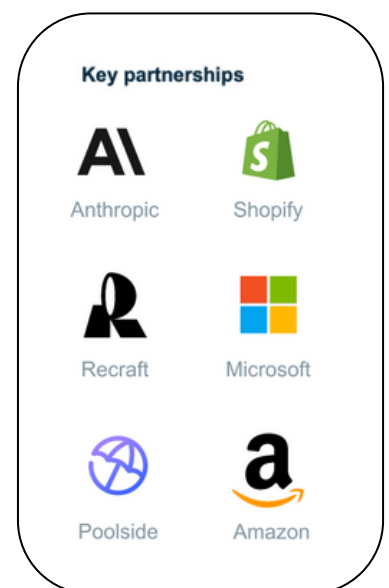 Key partnerships
Anthropic Shopify
Recraft Microsoft
Poolside Amazon